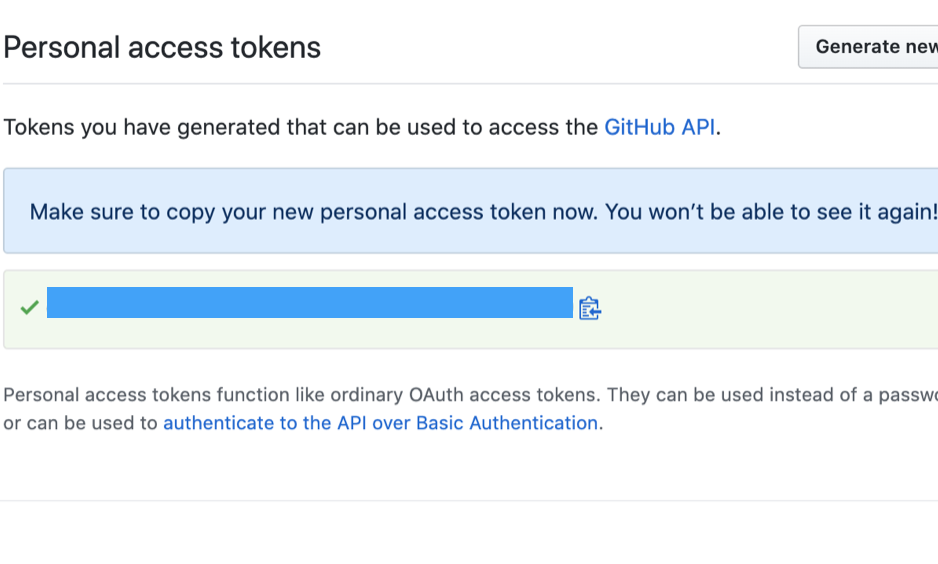 Personal access tokens
Generate new
Tokens you have generated that can be used to access the GitHub API.
Make sure to copy your new personal access token now. You won’t be able to see it again!
Personal access tokens function like ordinary OAuth access tokens. They can be used instead of a passwo
or can be used to authenticate to the API over Basic Authentication.